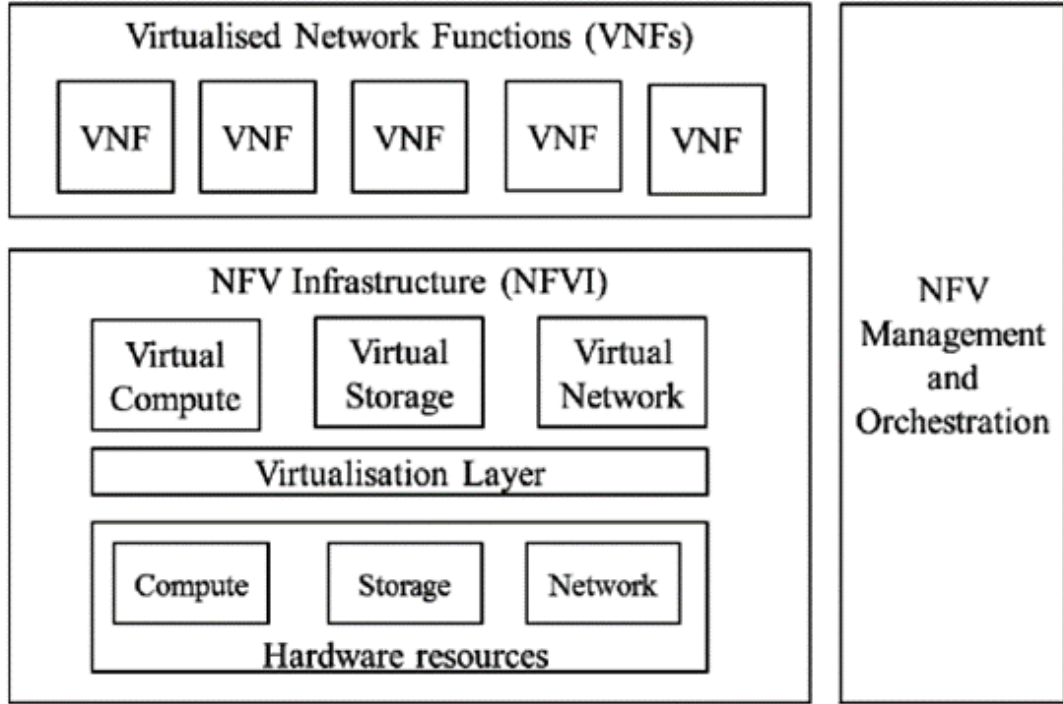 Virtualised Network Functions (VNFs)
VNF
VNF
VNF
VNF
VNF
NFV Infrastructure (NFVI)
Virtual
Compute
Virtual
Storage
Virtual
Network
Virtualisation Layer
Compute
Storage
Network
Hardware resources
NFV
Management
and
Orchestration